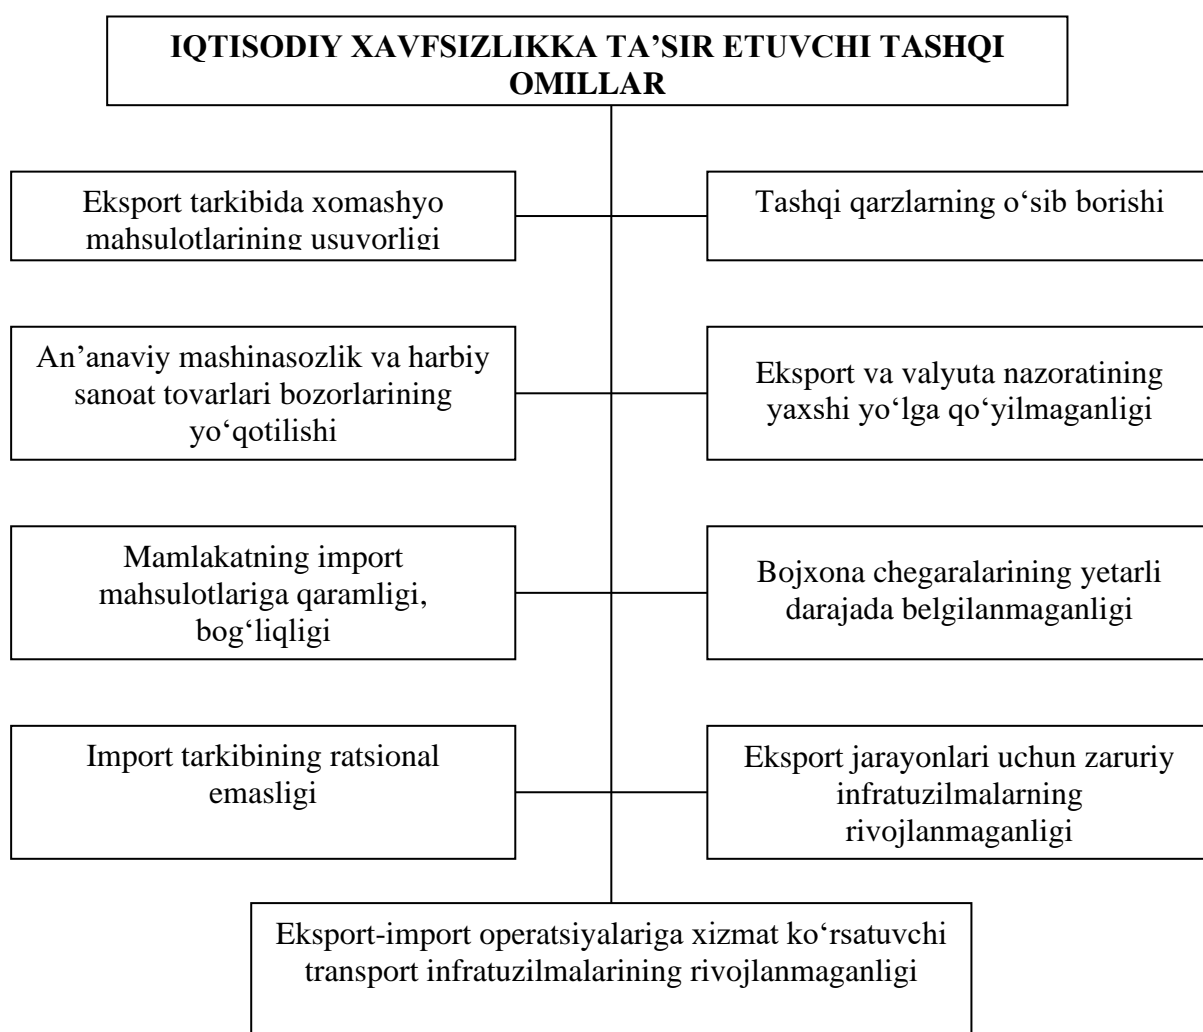 IQTISODIY XAVFSIZLIKKA TA’SIR ETUVCHI TASHQI
OMILLAR
Eksport tarkibida xomashyo
mahsulotlarining usuvorligi
Tashqi qarzlarning o‘sib borishi
An’anaviy mashinasozlik va harbiy
sanoat tovarlari bozorlarining
yo‘qotilishi
Eksport va valyuta nazoratining
yaxshi yo‘lga qo‘yilmaganligi
Mamlakatning import
mahsulotlariga qaramligi,
bog‘liqligi
Bojxona chegaralarining yetarli
darajada belgilanmaganligi
Import tarkibining ratsional
emasligi
Eksport jarayonlari uchun zaruriy
infratuzilmalarning
rivojlanmaganligi
Eksport-import operatsiyalariga xizmat ko‘rsatuvchi
transport infratuzilmalarining rivojlanmaganligi